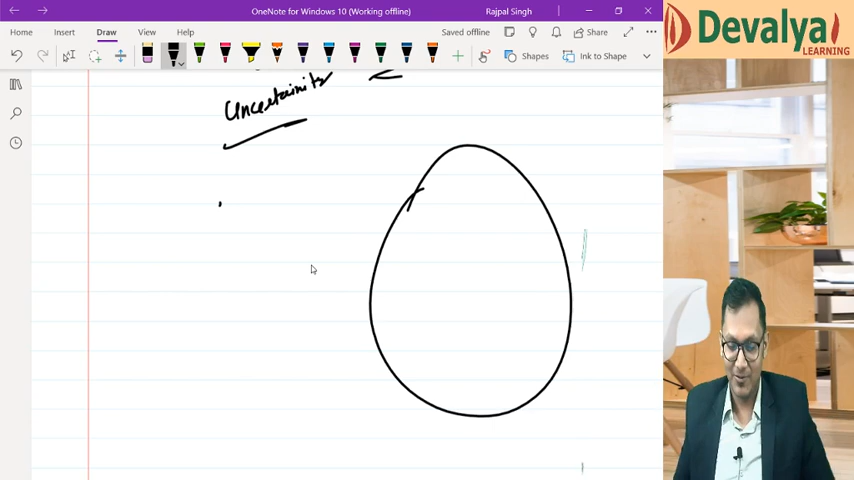 OneNote for Windows 10 (Working offline)
Rajpal Singh
Home Insert Draw View Help
Saved offline
Share
Shapes
Ink to Shape
Uncertainity
Devalya
LEARNING